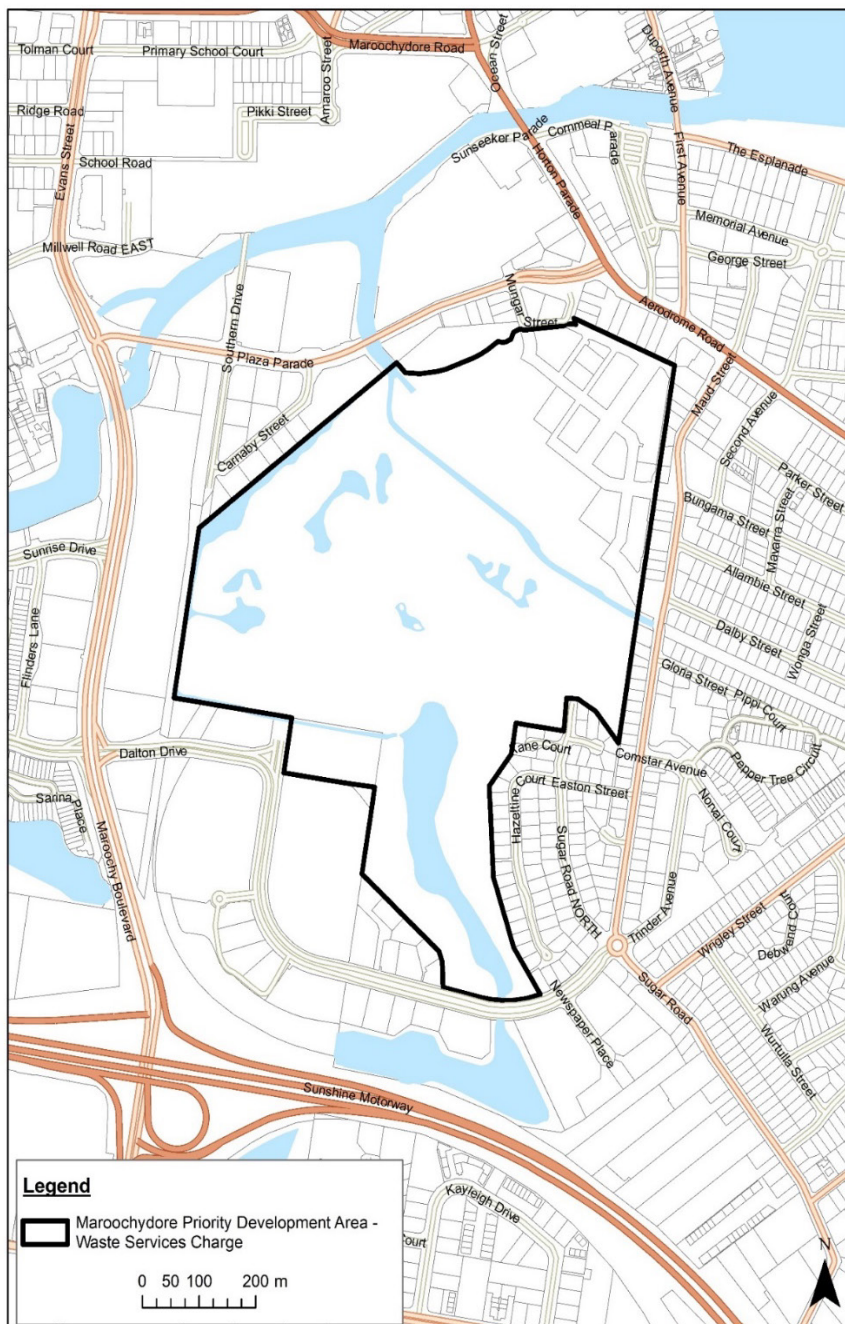 Tolman Court
Primary School Court
Amaroo Street
Maroochydore Road
Ocean Street
Duporth Avenue
Ridge Road
Pikki Street
Evans Street
School Road
Sunseeker Parade
Cornmeal Parade
First Avenue
The Esplanade
Horton Parade
Memorial Avenue
Millwell Road EAST
George Street
Southern Drive
Mungar Street
Aerodrome Road
Plaza Parade
Maud Street
Carnaby Street
Second Avenue
Parker Street
Mavarra Street
Bungama Street
Sunrise Drive
Allambie Street
Flinders Lane
Dalby Street
Wonga Street
Gloria Street
Pippi Court
Dalton Drive
Kane Court
Comstar Avenue
Pepper Tree Circuit
Sarina Place
Hazeltine Court
Easton Street
Norval Court
Maroochy Boulevard
Sugar Road NORTH
Trinder Avenue
Wrigley Street
Debwend Court
Sugar Road
Warung Avenue
Newspaper Place
Wurtulla Street
Sunshine Motorway
Legend
Maroochydore Priority Development Area -
Waste Services Charge
0 50 100 200 m
Kayleigh Drive
Court
N